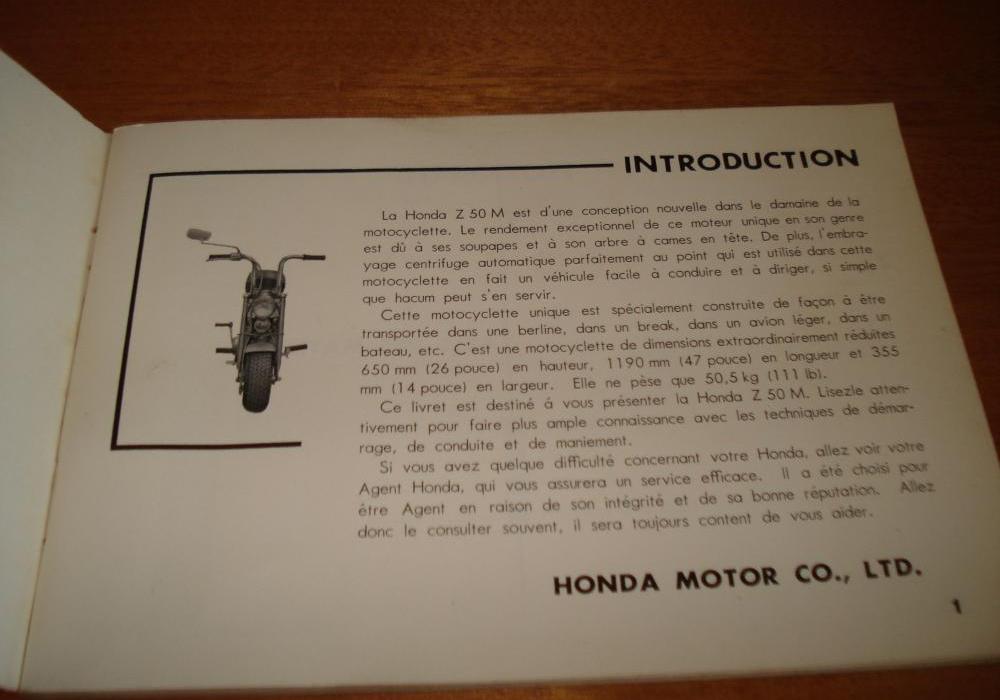 INTRODUCTION
La Honda Z 50 M est d'une conception nouvelle dans le damaine de la
motocyclette. Le rendement exceptionnel de ce moteur unique en son genre
est dû à ses soupapes et à son arbre à cames en tête. De plus, l'embra-
yage centrifuge automatique parfaitement au point qui est utilisé dans cette
motocyclette en fait un véhicule facile à conduire et à diriger, si simple
que hacum peut s'en servir.
Cette motocyclette unique est spécialement construite de façon à être
transportée dans une berline, dans un break, dans un avion léger, dans un
bateau, etc. C'est une motocyclette de dimensions extraordinairement réduites
650 mm (26 pouce) en hauteur, 1190 mm (47 pouce) en longueur et 355
mm (14 pouce) en largeur. Elle ne pèse que 50,5 kg (111 lb).
Ce livret est destiné á vous présenter la Honda Z 50 M. Lisezle atten-
tivement pour faire plus ample connaissance avec les techniques de démar-
rage, de conduite et de maniement.
Si vous avez quelque difficulté concernant votre Honda, allez voir votre
Agent Honda, qui vous assurera un service efficace. Il a été choisi pour
être Agent en raison de son intégrité et de sa bonne réputation. Allez
donc le consulter souvent, il sera toujours content de vous aider.
HONDA MOTOR CO., LTD.
1